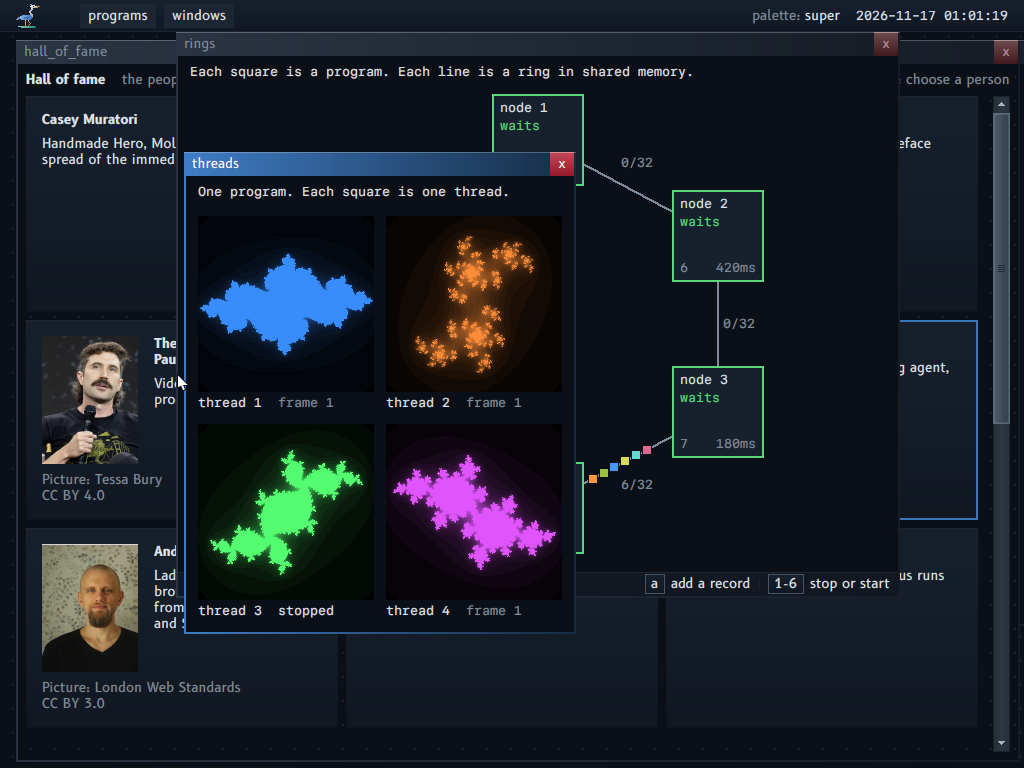 programs windows palette: super 2026-11-17 01:01:19
hall_of_fame x
rings x
Hall of fame the peop choose a person
Casey Muratori
Handmade Hero, Mol
spread of the immed
eface
Each square is a program. Each line is a ring in shared memory.
node 1
waits
0/32
node 2
waits
6 420ms
0/32
node 3
waits
7 180ms
6/32
a add a record 1-6 stop or start
threads x
One program. Each square is one thread.
thread 1 frame 1
thread 2 frame 1
thread 3 stopped
thread 4 frame 1
The
Pau
Vid
pro
Picture: Tessa Bury
CC BY 4.0
g agent,
And
Lad
bro
from
and S
Picture: London Web Standards
CC BY 3.0
us runs